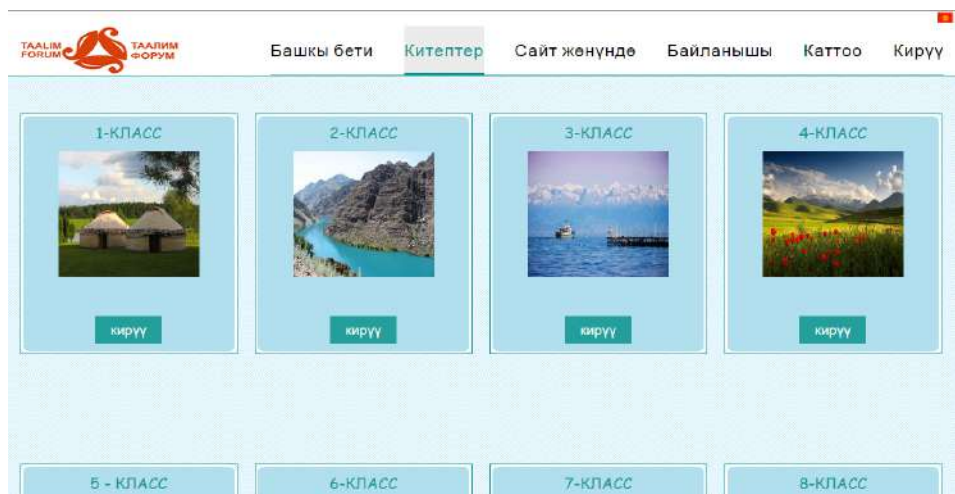 TAALIM
FORUM
ТААЛИМ
ФОРУМ
Башкы бети
Китептер
Сайт жөнүндө
Байланышы
Каттоо
Кирүү
1-КЛАСС
2-КЛАСС
3-КЛАСС
4-КЛАСС
кирүү
кирүү
кирүү
кирүү
5 - КЛАСС
6-КЛАСС
7-КЛАСС
8-КЛАСС